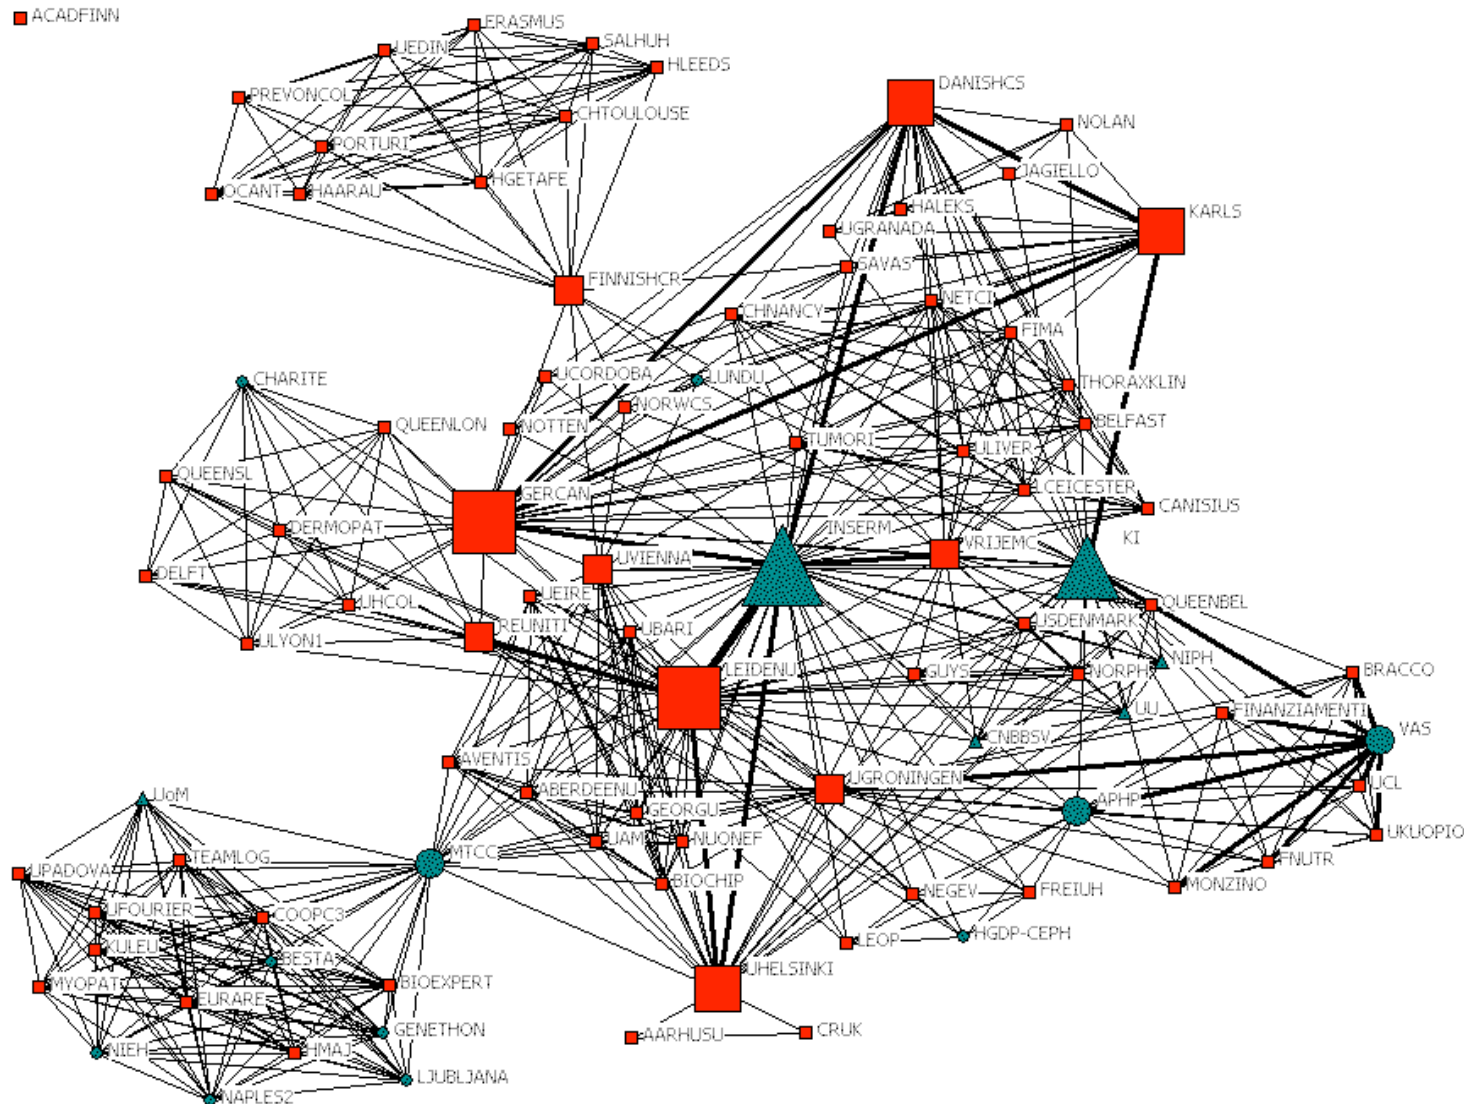 ACADFINN
ERASMUS
UEDIN
SALHUH
HLEEDS
PREVONCOL
CHTOULOUSE
PORTURI
HGETAFE
OCANT
HAARAU
DANISHCS
NOLAN
JAGIELLO
HALEKS
KARLS
UGRANADA
SAVAS
FINNISHCR
NETCI
CHNANCY
FIMA
CHARITE
UCORDOBA
LUNDU
THORAXKLIN
NORWCS
QUEENLON
NOTTEN
BELFAST
TUMORI
ULIVER
QUEENSL
GERCAN
LCEICESTER
CANISIUS
DERMOPAT
INSERM
VRIJEMC
KI
UVIENNA
DELFT
UEIRE
UHCOL
QUEENBEL
REUNITI
UBARI
USDENMARK
ULYON1
LEIDENU
NIPH
GUYS
NORPH
BRACCO
UU
FINANZIAMENTI
CNBBSV
VAS
AVENTIS
UGRONINGEN
ABERDEENU
UCL
UoM
GEORGU
APHP
UAM
NUONEF
UKUOPIO
MTCC
TEAMLOG
FNUTR
UPADOVA
BIOCHIP
MONZINO
NEGEV
FREIUH
UFOURIER
COOPC3
HGDP-CEPH
LEOP
KULEU
BESTA
UHELSINKI
MYOPAT
BIOEXPERT
EURARE
GENETHON
AARHUSU
CRUK
NIEH
HMAJ
LJUBLJANA
NAPLES2